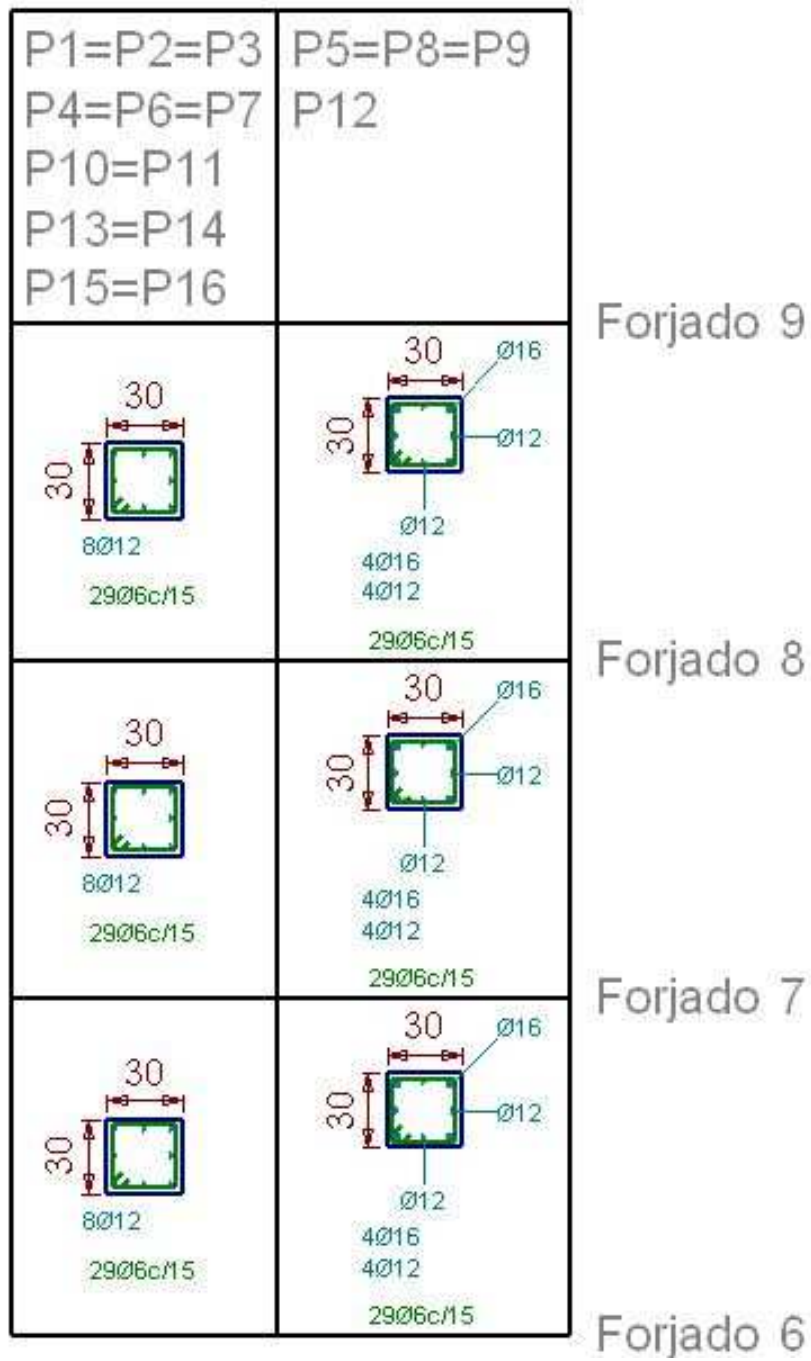 P1=P2=P3
P4=P6=P7
P10=P11
P13=P14
P15=P16
P5=P8=P9
P12
Forjado 9
30
30
8Ø12
29Ø6c/15
30
Ø16
30
Ø12
Ø12
4Ø16
4Ø12
29Ø6c/15
Forjado 8
30
30
8Ø12
29Ø6c/15
30
Ø16
30
Ø12
Ø12
4Ø16
4Ø12
29Ø6c/15
Forjado 7
30
30
8Ø12
29Ø6c/15
30
Ø16
30
Ø12
Ø12
4Ø16
4Ø12
29Ø6c/15
Forjado 6